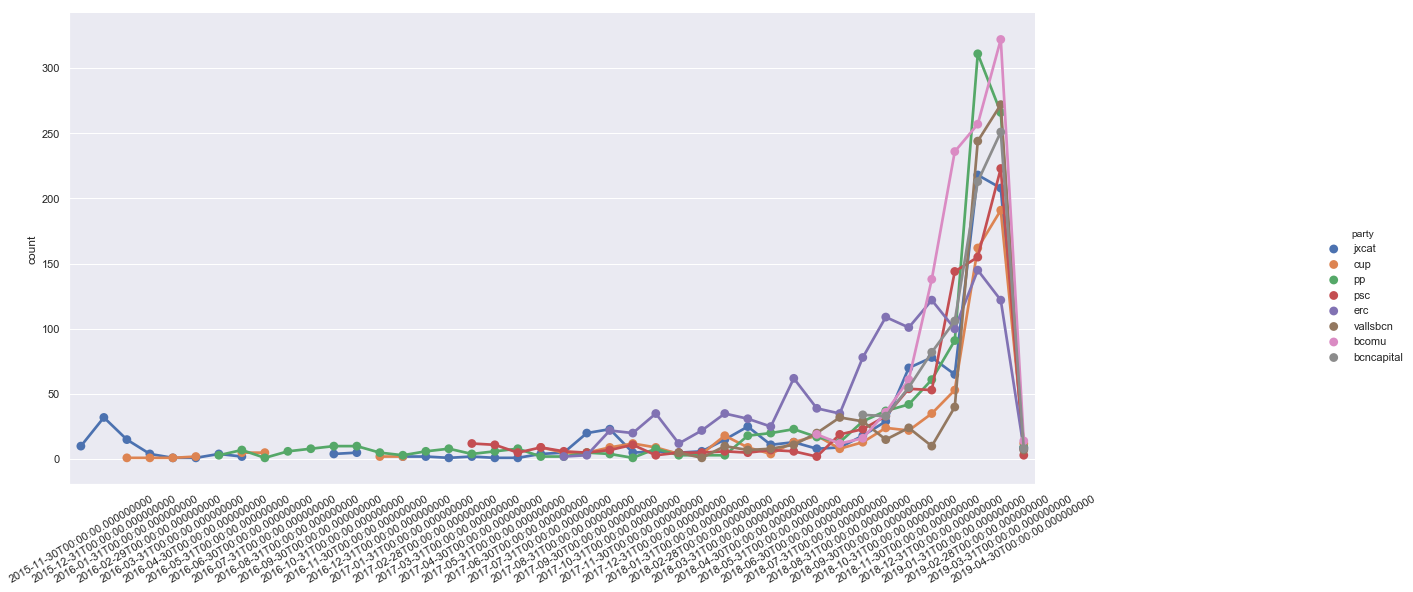 300
250
200
150
100
50
0
count
2015-11-30T00:00:00.000000000
2015-12-31T00:00:00.000000000
2016-01-31T00:00:00.000000000
2016-02-29T00:00:00.000000000
2016-03-31T00:00:00.000000000
2016-04-30T00:00:00.000000000
2016-05-31T00:00:00.000000000
2016-06-30T00:00:00.000000000
2016-07-31T00:00:00.000000000
2016-08-31T00:00:00.000000000
2016-09-30T00:00:00.000000000
2016-10-31T00:00:00.000000000
2016-11-30T00:00:00.000000000
2016-12-31T00:00:00.000000000
2017-01-31T00:00:00.000000000
2017-02-28T00:00:00.000000000
2017-03-31T00:00:00.000000000
2017-04-30T00:00:00.000000000
2017-05-31T00:00:00.000000000
2017-06-30T00:00:00.000000000
2017-07-31T00:00:00.000000000
2017-08-31T00:00:00.000000000
2017-09-30T00:00:00.000000000
2017-10-31T00:00:00.000000000
2017-11-30T00:00:00.000000000
2017-12-31T00:00:00.000000000
2018-01-31T00:00:00.000000000
2018-02-28T00:00:00.000000000
2018-03-31T00:00:00.000000000
2018-04-30T00:00:00.000000000
2018-05-31T00:00:00.000000000
2018-06-30T00:00:00.000000000
2018-07-31T00:00:00.000000000
2018-08-31T00:00:00.000000000
2018-09-30T00:00:00.000000000
2018-10-31T00:00:00.000000000
2018-11-30T00:00:00.000000000
2018-12-31T00:00:00.000000000
2019-01-31T00:00:00.000000000
2019-02-28T00:00:00.000000000
2019-03-31T00:00:00.000000000
2019-04-30T00:00:00.000000000
party
jxcat
cup
pp
psc
erc
vallsbcn
bcomu
bcncapital